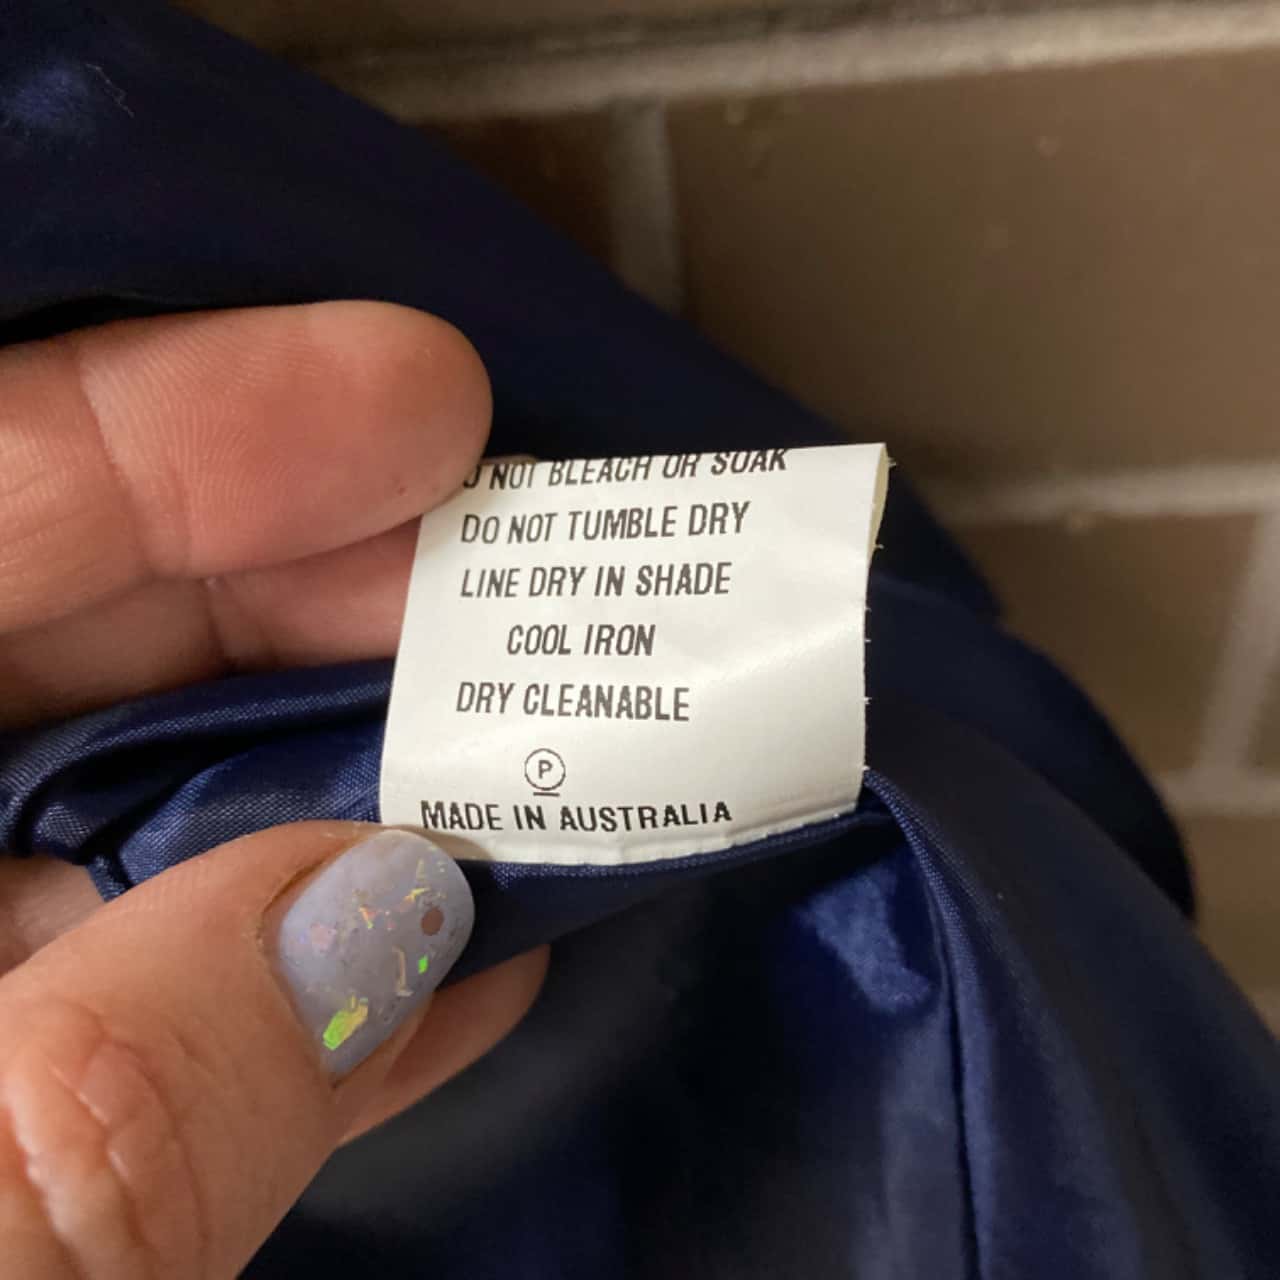 DO NOT BLEACH OR SOAK
DO NOT TUMBLE DRY
LINE DRY IN SHADE
COOL IRON
DRY CLEANABLE
P
MADE IN AUSTRALIA